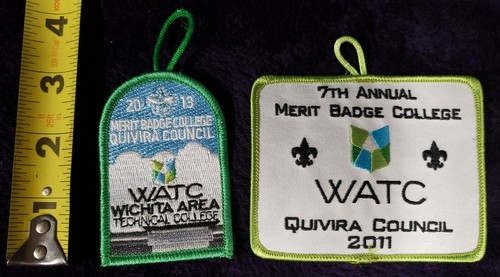 4
3
2
1
20 13
MERIT BADGE COLLEGE
QUIVIRA COUNCIL
WATC
WICHITA AREA
TECHNICAL COLLEGE
7TH ANNUAL
MERIT BADGE COLLEGE
WATC
QUIVIRA COUNCIL
2011